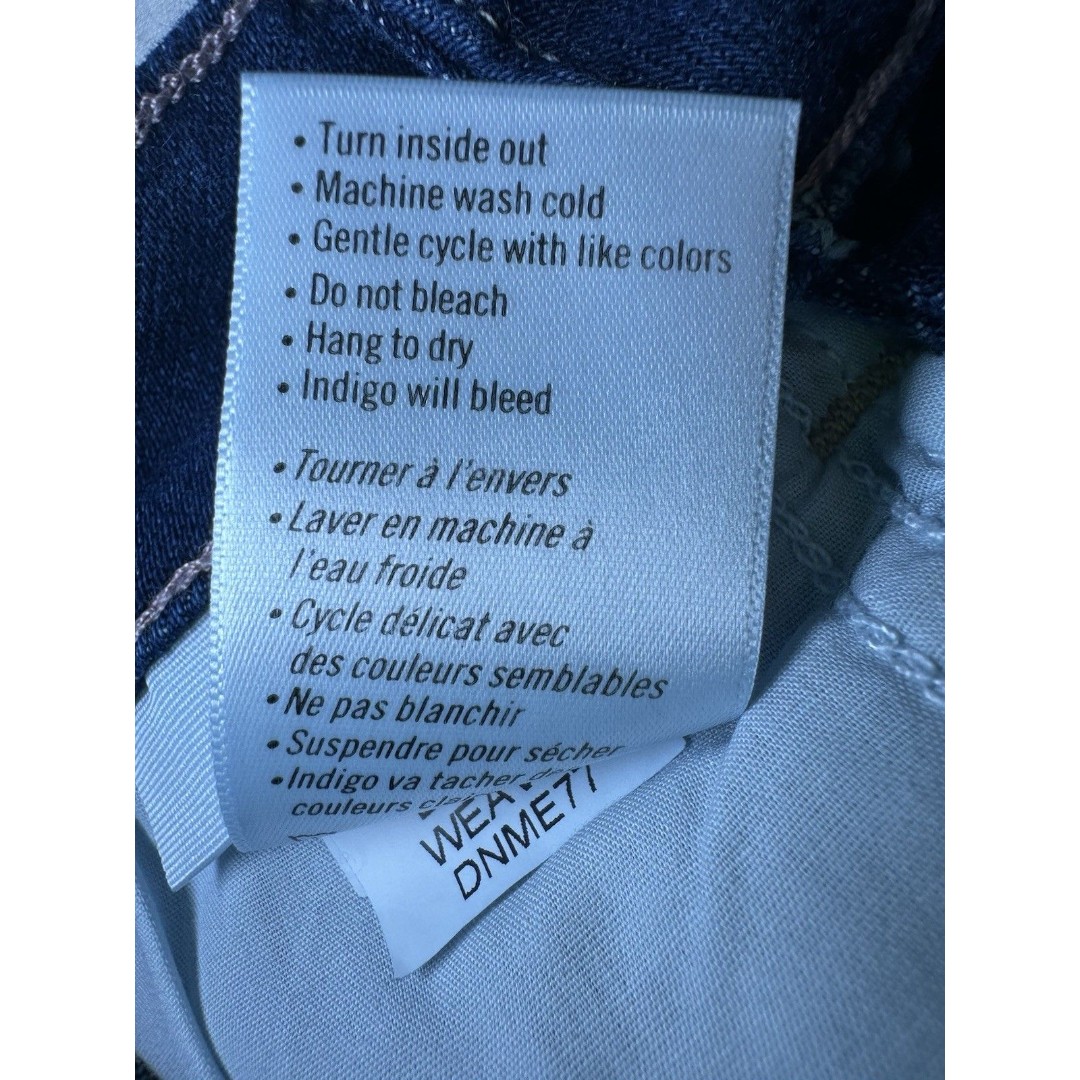 • Turn inside out
• Machine wash cold
• Gentle cycle with like colors
• Do not bleach
• Hang to dry
• Indigo will bleed
• Tourner à l'envers
• Laver en machine à
l'eau froide
• Cycle délicat avec
des couleurs semblables
• Ne pas blanchir
• Suspendre pour sécher
• Indigo va tacher
couleurs
DNME77